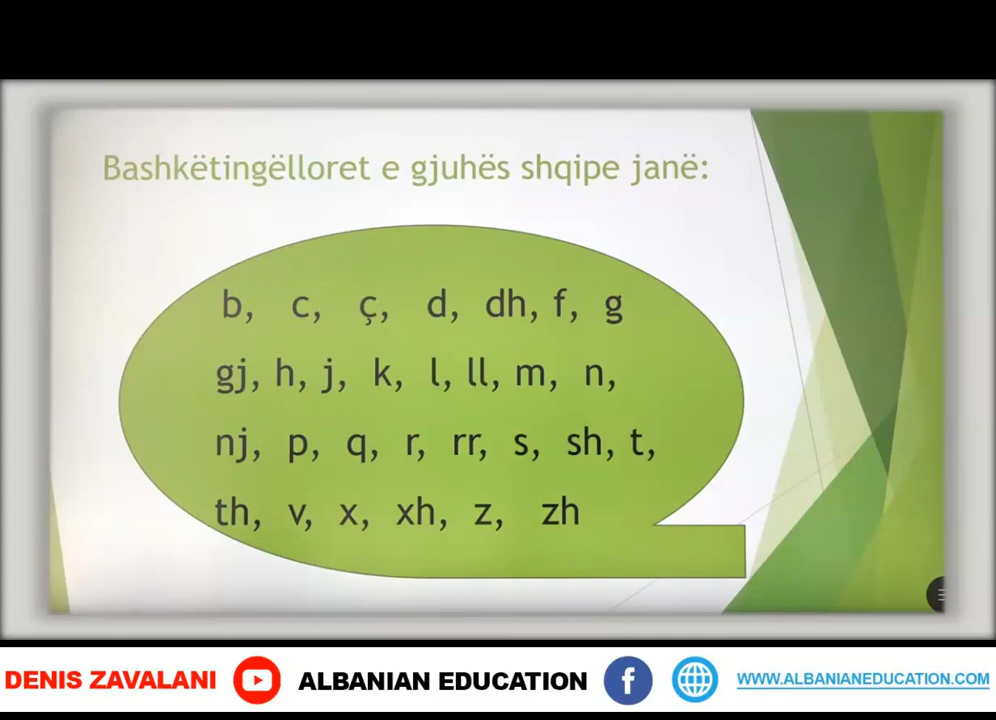 Bashkëtingëlloret e gjuhës shqipe janë:
b, c, ç, d, dh, f, g
gj, h, j, k, l, ll, m, n,
nj, p, q, r, rr, s, sh, t,
th, v, x, xh, z, zh
DENIS ZAVALANI ALBANIAN EDUCATION f WWW.ALBANIANEDUCATION.COM